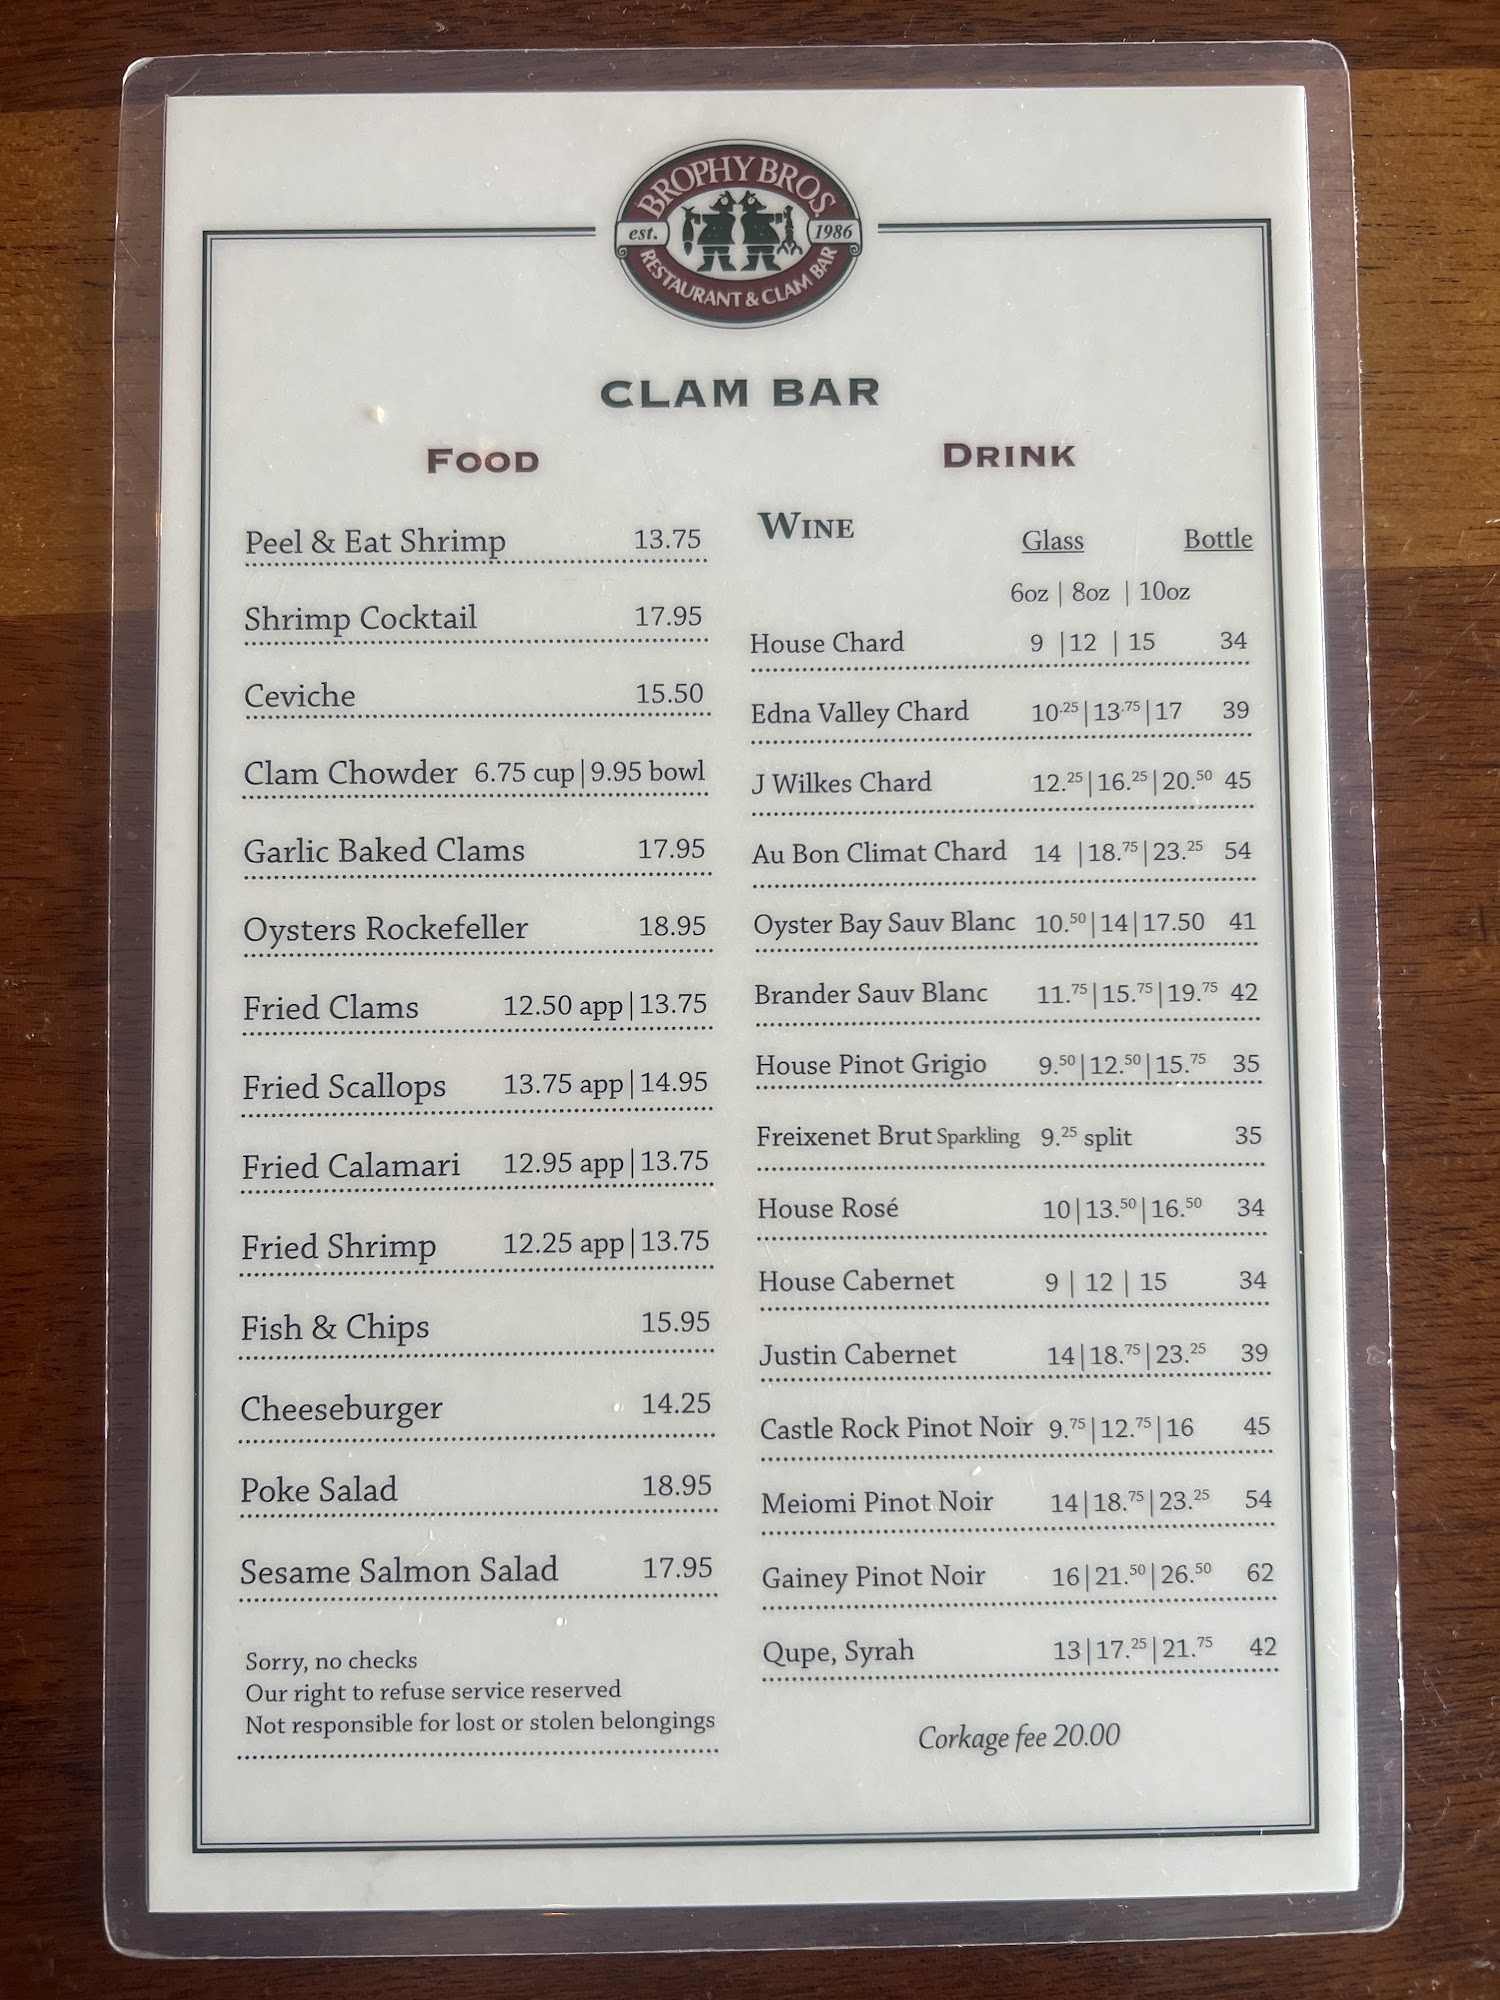 BROPHY BROS.
est. 1986
RESTAURANT & CLAM BAR
CLAM BAR
FOOD
Peel & Eat Shrimp 13.75
Shrimp Cocktail 17.95
Ceviche 15.50
Clam Chowder 6.75 cup|9.95 bowl
Garlic Baked Clams 17.95
Oysters Rockefeller 18.95
Fried Clams 12.50 app|13.75
Fried Scallops 13.75 app|14.95
Fried Calamari 12.95 app|13.75
Fried Shrimp 12.25 app|13.75
Fish & Chips 15.95
Cheeseburger 14.25
Poke Salad 18.95
Sesame Salmon Salad 17.95
Sorry, no checks
Our right to refuse service reserved
Not responsible for lost or stolen belongings
DRINK
WINE Glass Bottle
6oz | 8oz | 10oz
House Chard 9 |12 | 15 34
Edna Valley Chard 10.25|13.75|17 39
J Wilkes Chard 12.25|16.25|20.50 45
Au Bon Climat Chard 14 |18.75|23.25 54
Oyster Bay Sauv Blanc 10.50|14|17.50 41
Brander Sauv Blanc 11.75|15.75|19.75 42
House Pinot Grigio 9.50|12.50|15.75 35
Freixenet Brut Sparkling 9.25 split 35
House Rosé 10|13.50|16.50 34
House Cabernet 9 | 12 | 15 34
Justin Cabernet 14|18.75|23.25 39
Castle Rock Pinot Noir 9.75|12.75|16 45
Meiomi Pinot Noir 14|18.75|23.25 54
Gainey Pinot Noir 16|21.50|26.50 62
Qupe, Syrah 13|17.25|21.75 42
Corkage fee 20.00